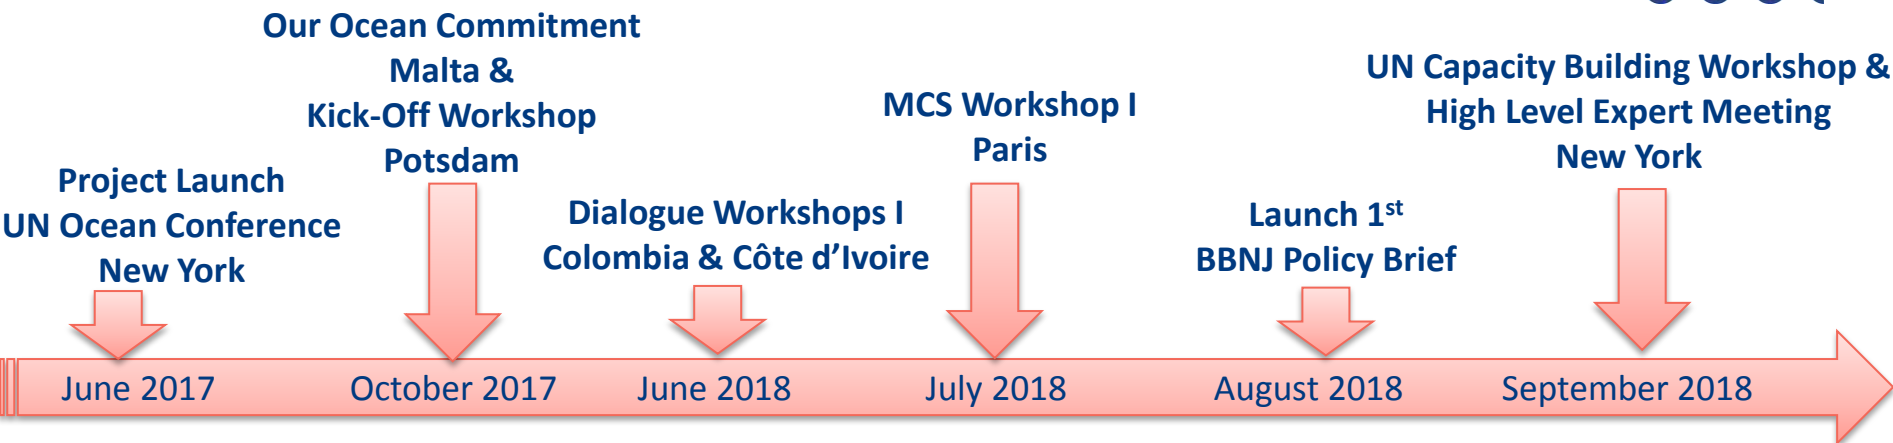 Project Launch
UN Ocean Conference
New York
Our Ocean Commitment
Malta &
Kick-Off Workshop
Potsdam
Dialogue Workshops I
Colombia & Côte d’Ivoire
MCS Workshop I
Paris
Launch 1st
BBNJ Policy Brief
UN Capacity Building Workshop &
High Level Expert Meeting
New York
June 2017
October 2017
June 2018
July 2018
August 2018
September 2018